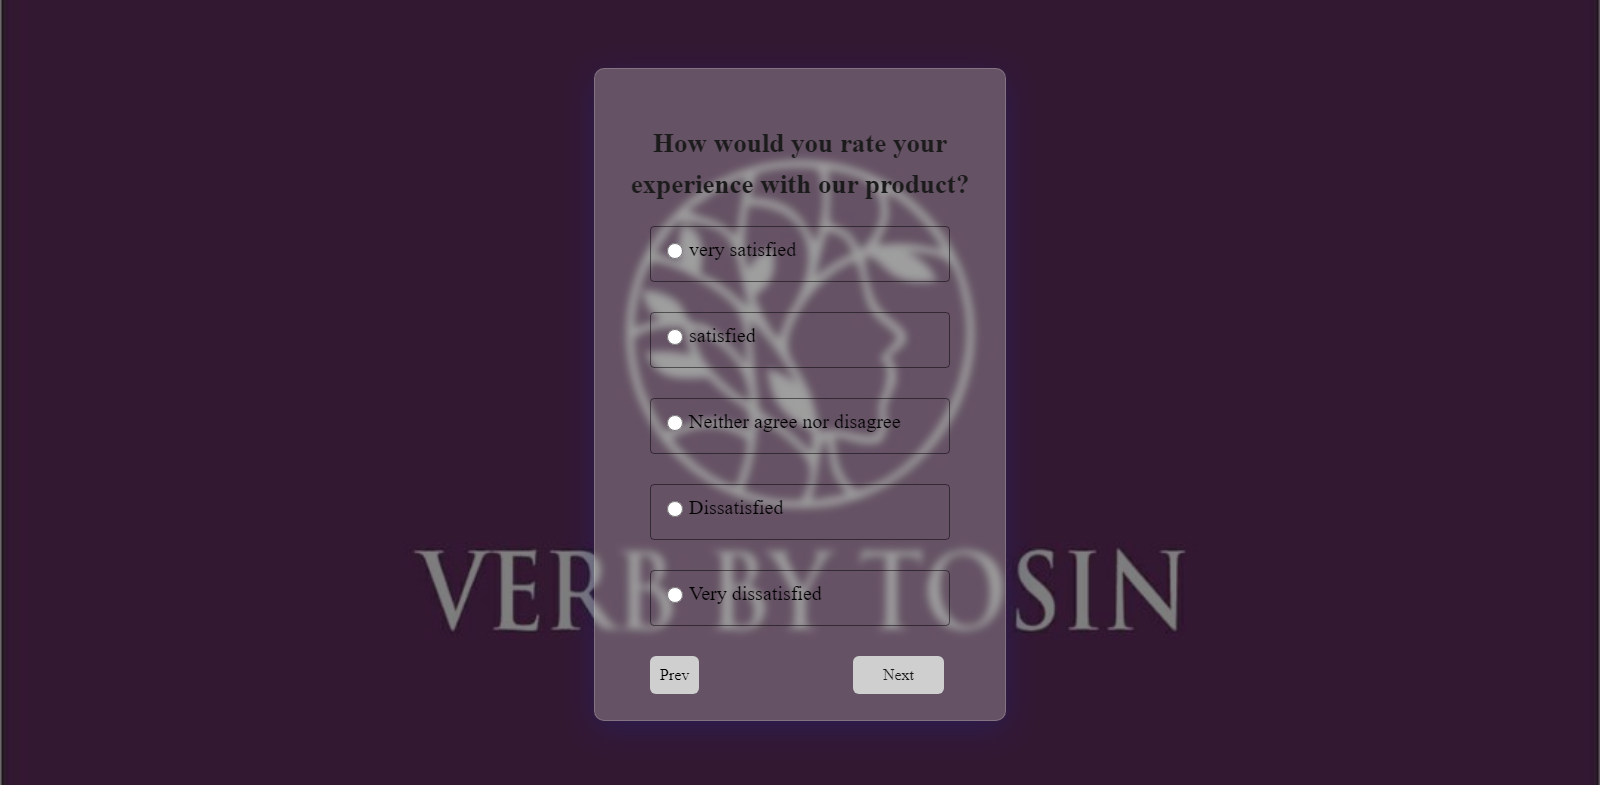 How would you rate your
experience with our product?
very satisfied
satisfied
Neither agree nor disagree
Dissatisfied
VERB BY TOSIN
Very dissatisfied
Prev
Next